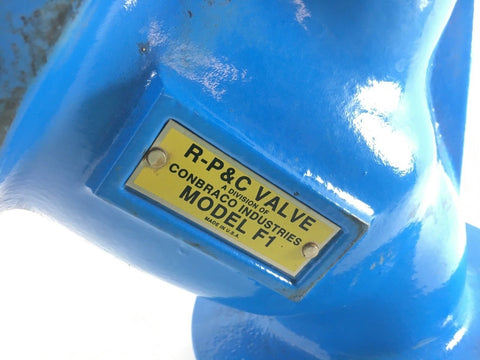 R-P&C VALVE
A DIVISION OF
CONBRACO INDUSTRIES
MODEL F1
MADE IN U.S.A.